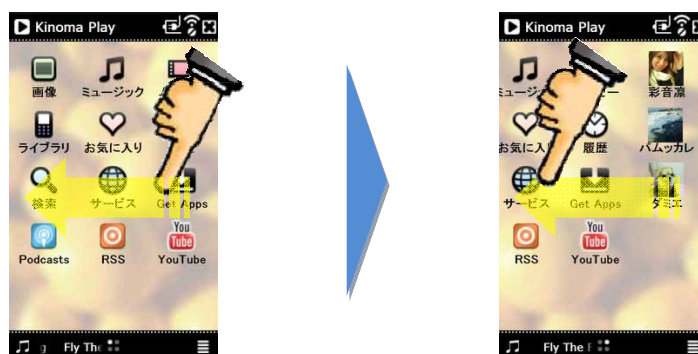 Kinoma Play
画像 ミュージック
ライブラリ お気に入り
検索 サービス Get Apps
You
Tube
Podcasts RSS YouTube
g Fly The
Kinoma Play
彩音凛
お気に入 履歴 バムッカレ
サービス Get Apps ダミエ
You
Tube
RSS YouTube
Fly The